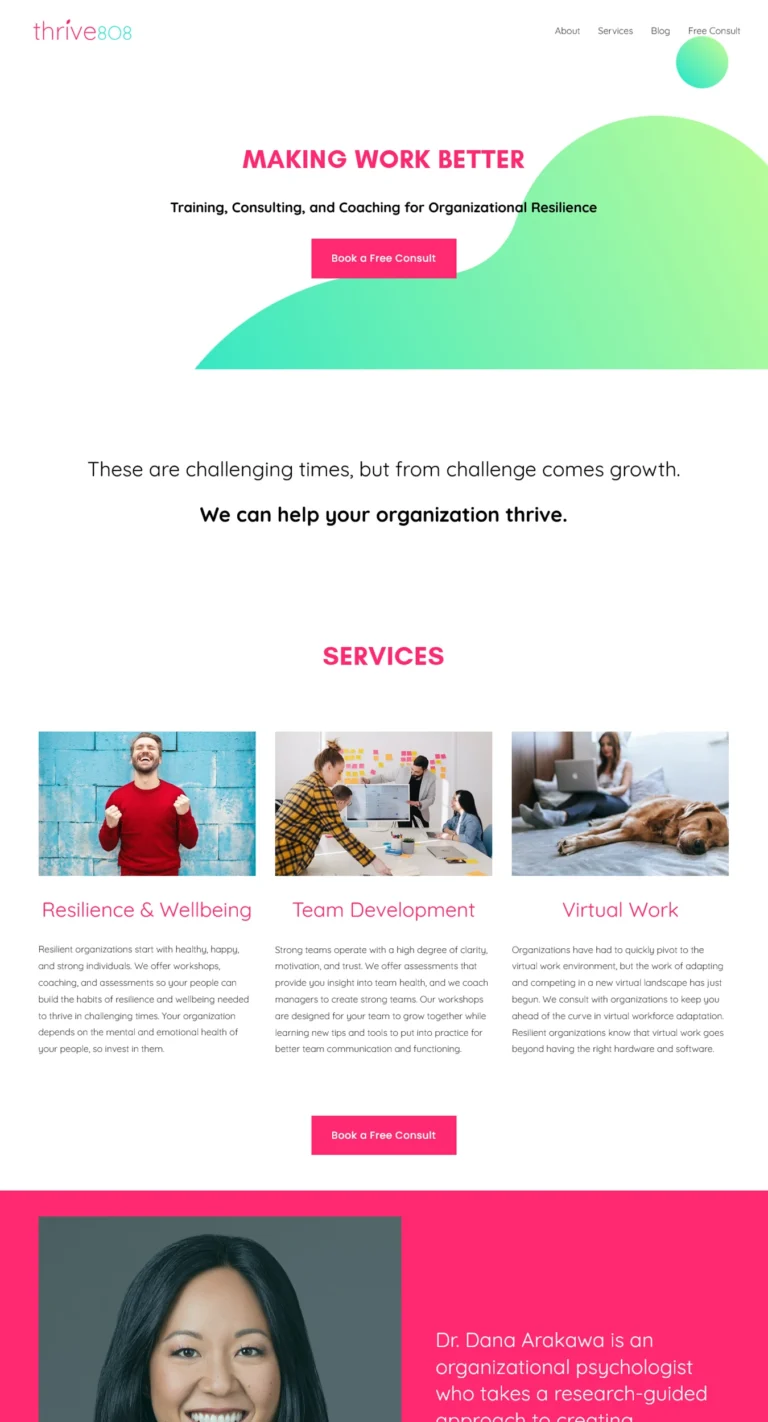 thrive808
About Services Blog Free Consult
MAKING WORK BETTER
Training, Consulting, and Coaching for Organizational Resilience
Book a Free Consult
These are challenging times, but from challenge comes growth.
We can help your organization thrive.
SERVICES
Resilience & Wellbeing
Resilient organizations start with healthy, happy,
and strong individuals. We offer workshops,
coaching, and assessments so your people can
build the habits of resilience and wellbeing needed
to thrive in challenging times. Your organization
depends on the mental and emotional health of
your people, so invest in them.
Team Development
Strong teams operate with a high degree of clarity,
motivation, and trust. We offer assessments that
provide you insight into team health, and we coach
managers to create strong teams. Our workshops
are designed for your team to grow together while
learning new tips and tools to put into practice for
better team communication and functioning.
Virtual Work
Organizations have had to quickly pivot to the
virtual work environment, but the work of adapting
and competing in a new virtual landscape has just
begun. We consult with organizations to keep you
ahead of the curve in virtual workforce adaptation.
Resilient organizations know that virtual work goes
beyond having the right hardware and software.
Book a Free Consult
Dr. Dana Arakawa is an
organizational psychologist
who takes a research-guided
approach to creating